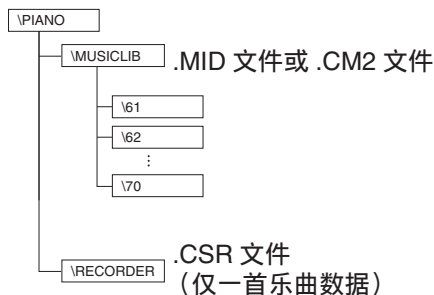 \PIANO
\MUSICLIB
.MID 文件或 .CM2 文件
\61
\62
⋮
\70
\RECORDER
.CSR 文件
（仅一首乐曲数据）